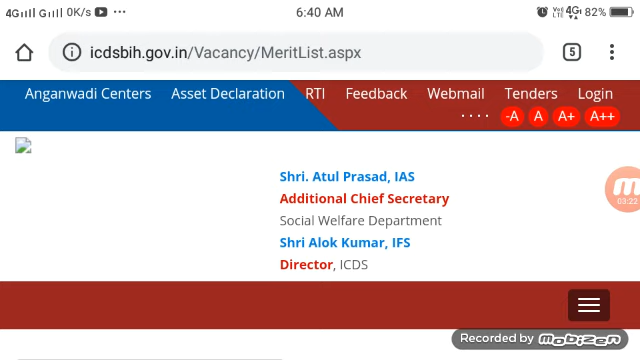 4G G 0K/s 6:40 AM VoLTE 4G 82%
icdsbih.gov.in/Vacancy/MeritList.aspx 5
Anganwadi Centers Asset Declaration RTI Feedback Webmail Tenders Login
-A A A+ A++
Shri. Atul Prasad, IAS
Additional Chief Secretary
Social Welfare Department
Shri Alok Kumar, IFS
Director, ICDS
03:22
Recorded by MOBIZEN